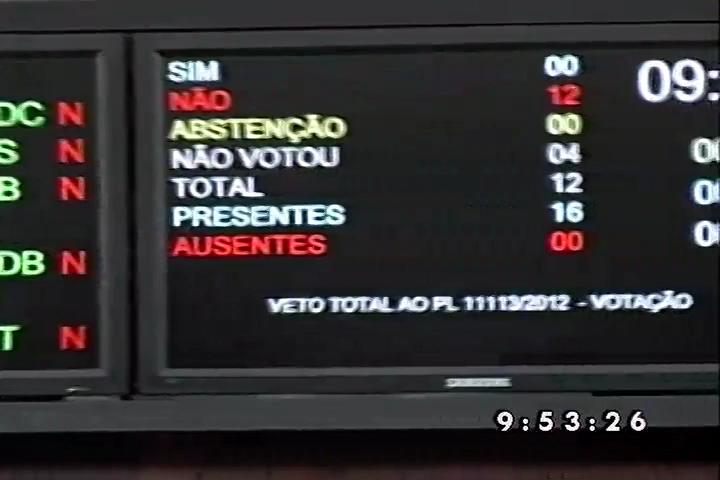 DC N
S N
B N
DB N
T N
SIM 00
NÃO 12
ABSTENÇÃO 00
NÃO VOTOU 04
TOTAL 12
PRESENTES 16
AUSENTES 00
09:
VETO TOTAL AO PL 11113/2012 - VOTAÇÃO
9:53:26